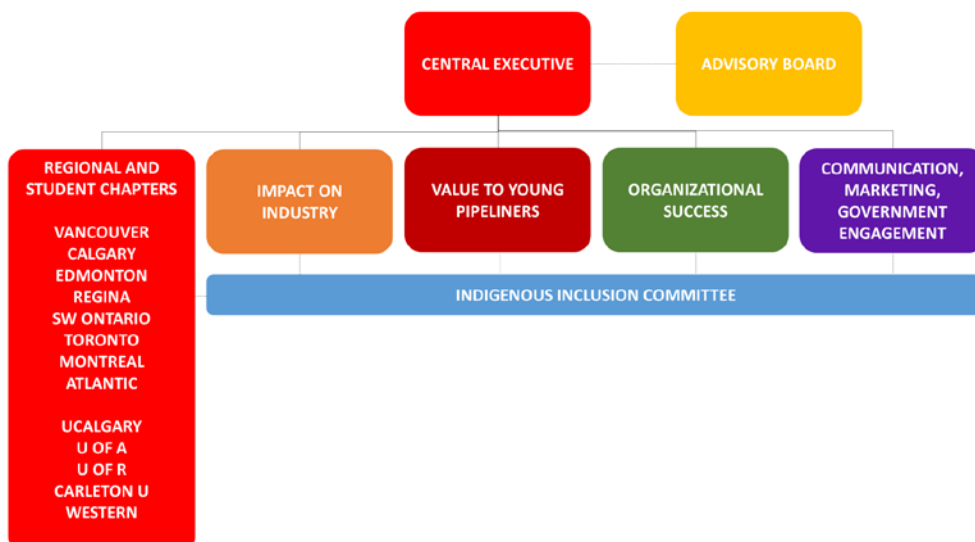 CENTRAL EXECUTIVE
ADVISORY BOARD
REGIONAL AND
STUDENT CHAPTERS
VANCOUVER
CALGARY
EDMONTON
REGINA
SW ONTARIO
TORONTO
MONTREAL
ATLANTIC
UCALGARY
U OF A
U OF R
CARLETON U
WESTERN
IMPACT ON
INDUSTRY
VALUE TO YOUNG
PIPELINERS
ORGANIZATIONAL
SUCCESS
COMMUNICATION,
MARKETING,
GOVERNMENT
ENGAGEMENT
INDIGENOUS INCLUSION COMMITTEE